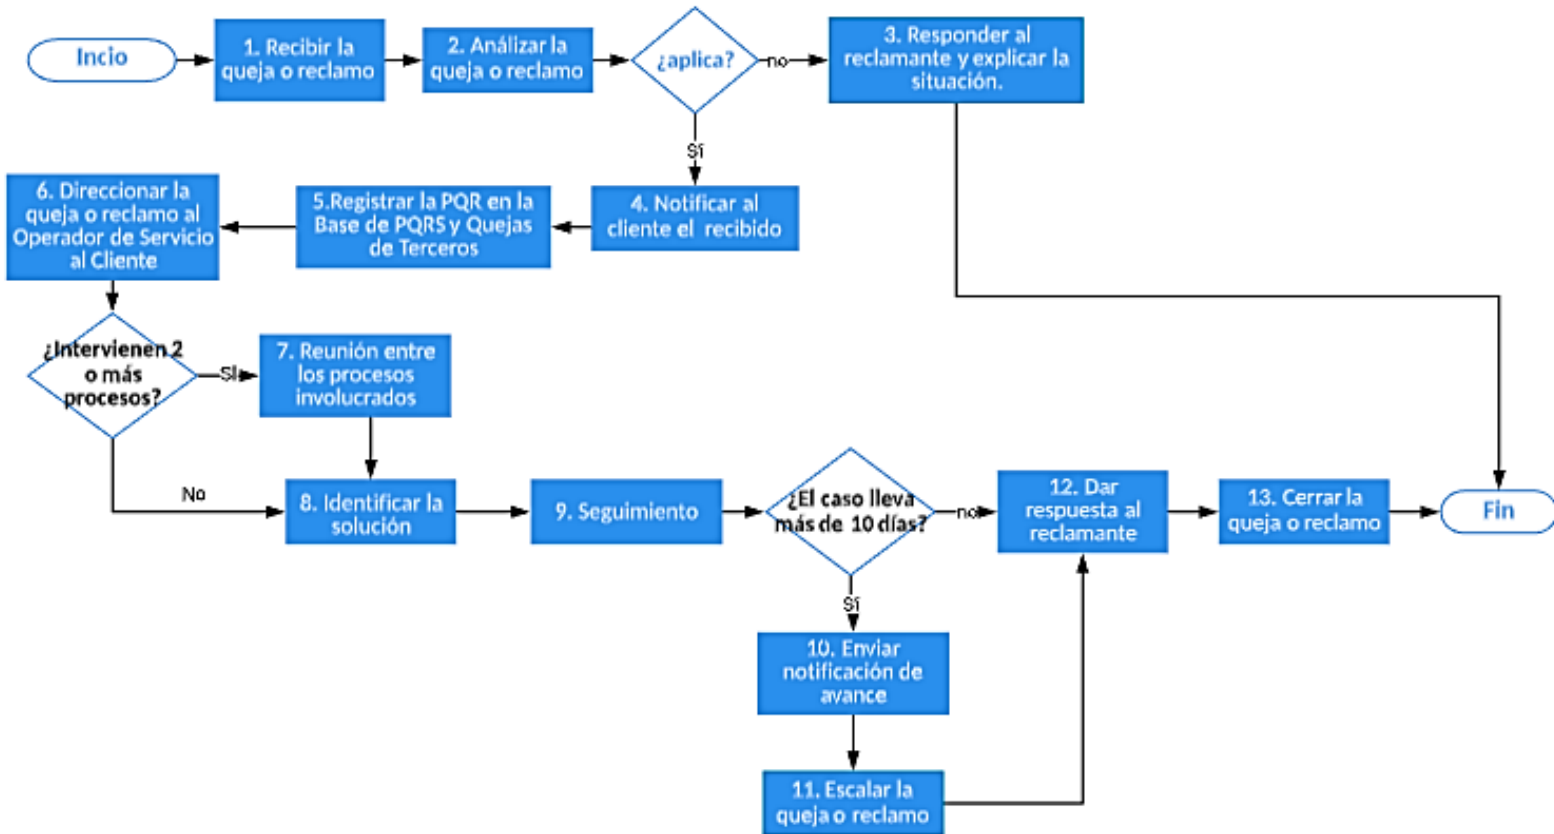 Incio
1. Recibir la
queja o reclamo
2. Análizar la
queja o reclamo
¿aplica?
no
3. Responder al
reclamante y explicar la
situación.
Sí
4. Notificar al
cliente el recibido
5.Registrar la PQR en la
Base de PQRS y Quejas
de Terceros
6. Direccionar la
queja o reclamo al
Operador de Servicio
al Cliente
¿Intervienen 2
o más
procesos?
Si
7. Reunión entre
los procesos
involucrados
No
8. Identificar la
solución
9. Seguimiento
¿El caso lleva
más de 10 días?
no
12. Dar
respuesta al
reclamante
13. Cerrar la
queja o reclamo
Fin
Sí
10. Enviar
notificación de
avance
11. Escalar la
queja o reclamo